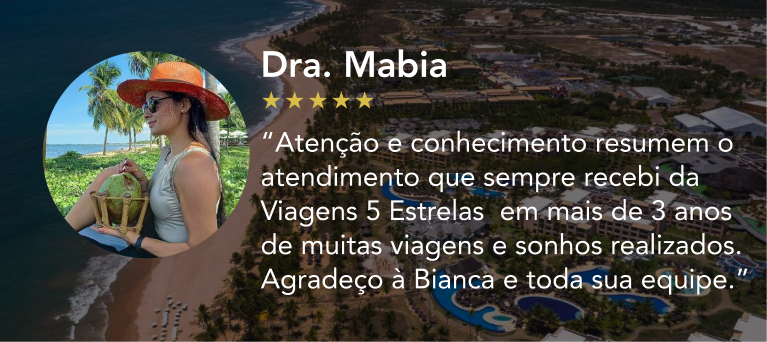 Dra. Mabia
“Atenção e conhecimento resumem o
atendimento que sempre recebi da
Viagens 5 Estrelas  em mais de 3 anos
de muitas viagens e sonhos realizados.
Agradeço à Bianca e toda sua equipe.”